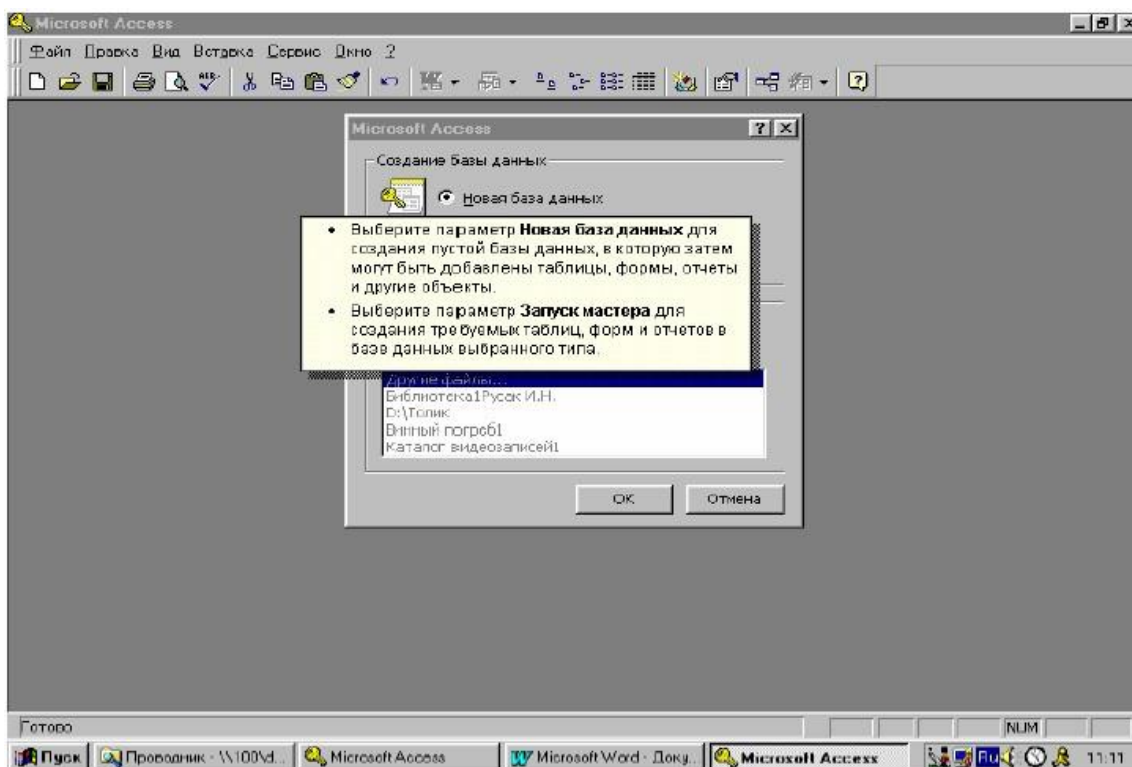 Microsoft Access
Файл Правка Вид Вставка Сервис Окно ?
Microsoft Access
Создание базы данных
Новая база данных
• Выберите параметр Новая база данных для
создания пустой базы данных, в которую затем
могут быть добавлены таблицы, формы, отчеты
и другие объекты.
• Выберите параметр Запуск мастера для
создания требуемых таблиц, форм и отчетов в
базе данных выбранного типа.
Другие файлы...
Библиотека1Русак И.Н.
D:\Толик
Винный погреб1
Каталог видеозаписей1
ОК Отмена
Готово NUM
Пуск Проводник - \\100\d... Microsoft Access Microsoft Word - Доку... Microsoft Access Ru 11:11